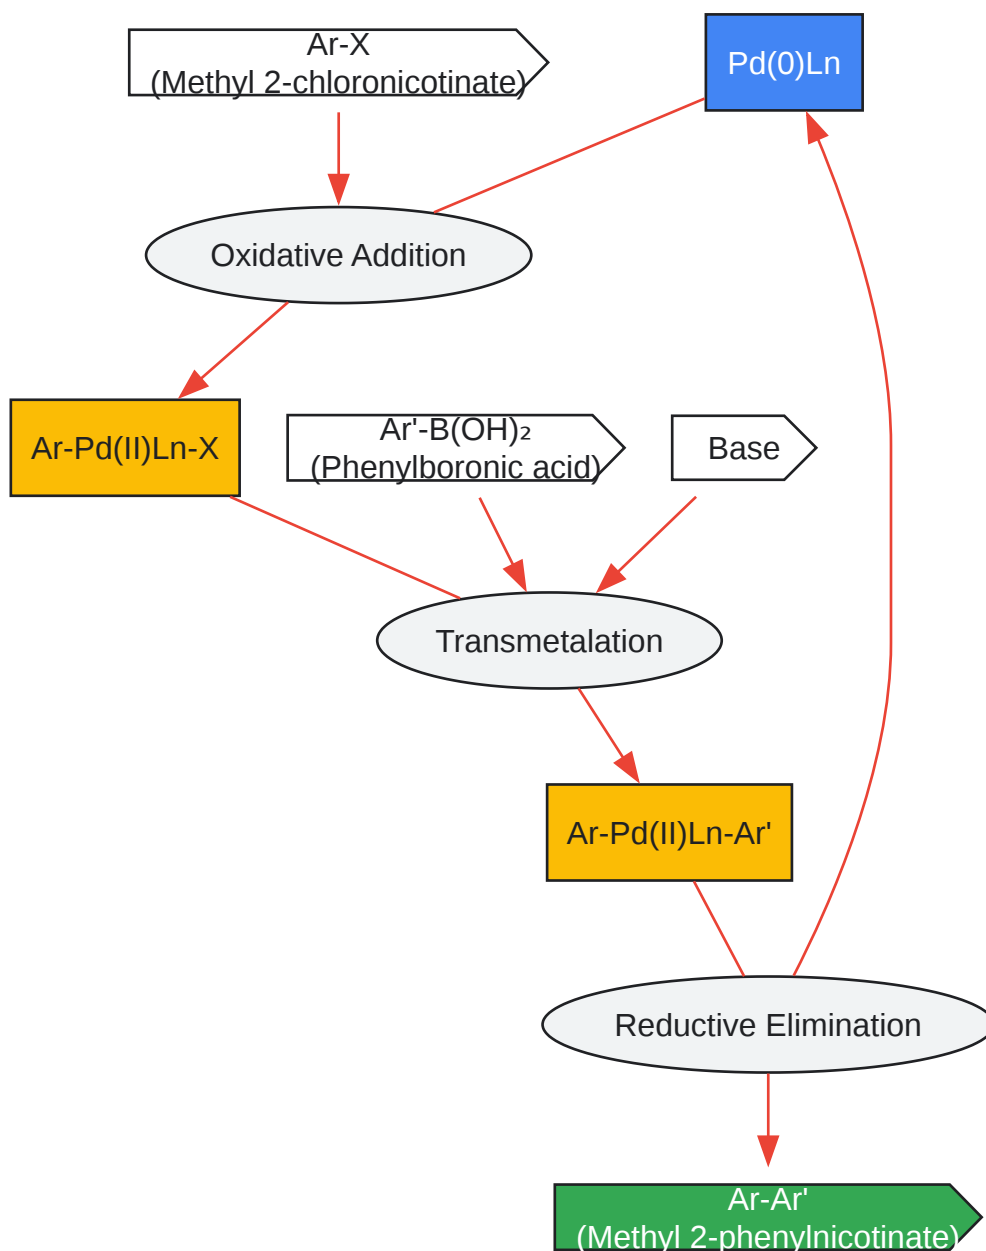 Ar-X
(Methyl 2-chloronicotinate)
Pd(0)Ln
Oxidative Addition
Ar-Pd(II)Ln-X
Ar'-B(OH)₂
(Phenylboronic acid)
Base
Transmetalation
Ar-Pd(II)Ln-Ar'
Reductive Elimination
Ar-Ar'
(Methyl 2-phenylnicotinate)